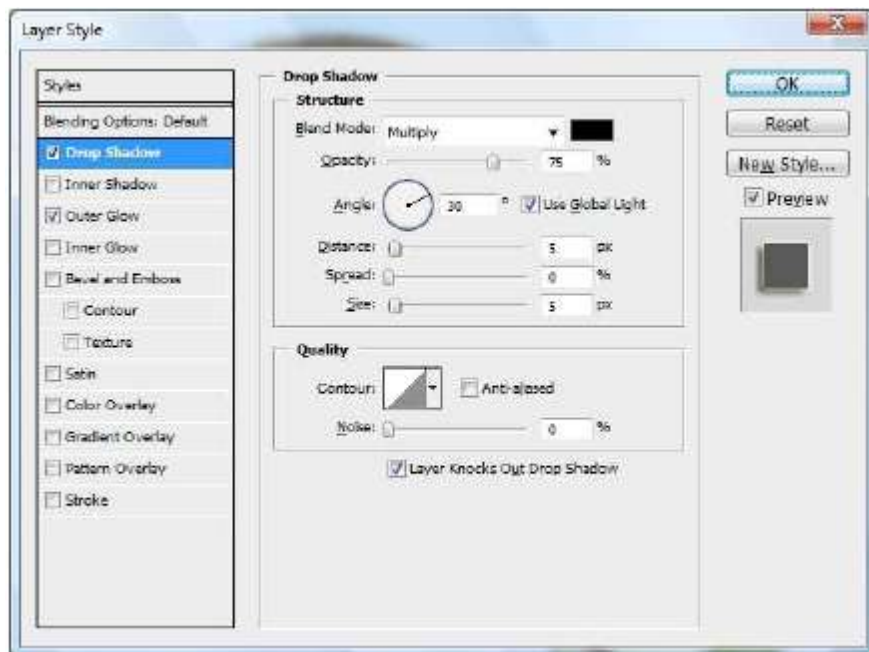 Layer Style
Styles
Blending Options: Default
Drop Shadow
Inner Shadow
Outer Glow
Inner Glow
Bevel and Emboss
Contour
Texture
Satin
Color Overlay
Gradient Overlay
Pattern Overlay
Stroke
Drop Shadow
Structure
Blend Mode: Multiply
Opacity: 75 %
Angle: 30 ° Use Global Light
Distance: 5 px
Spread: 0 %
Size: 5 px
Quality
Contour: Anti-aliased
Noise: 0 %
Layer Knocks Out Drop Shadow
OK
Reset
New Style...
Preview